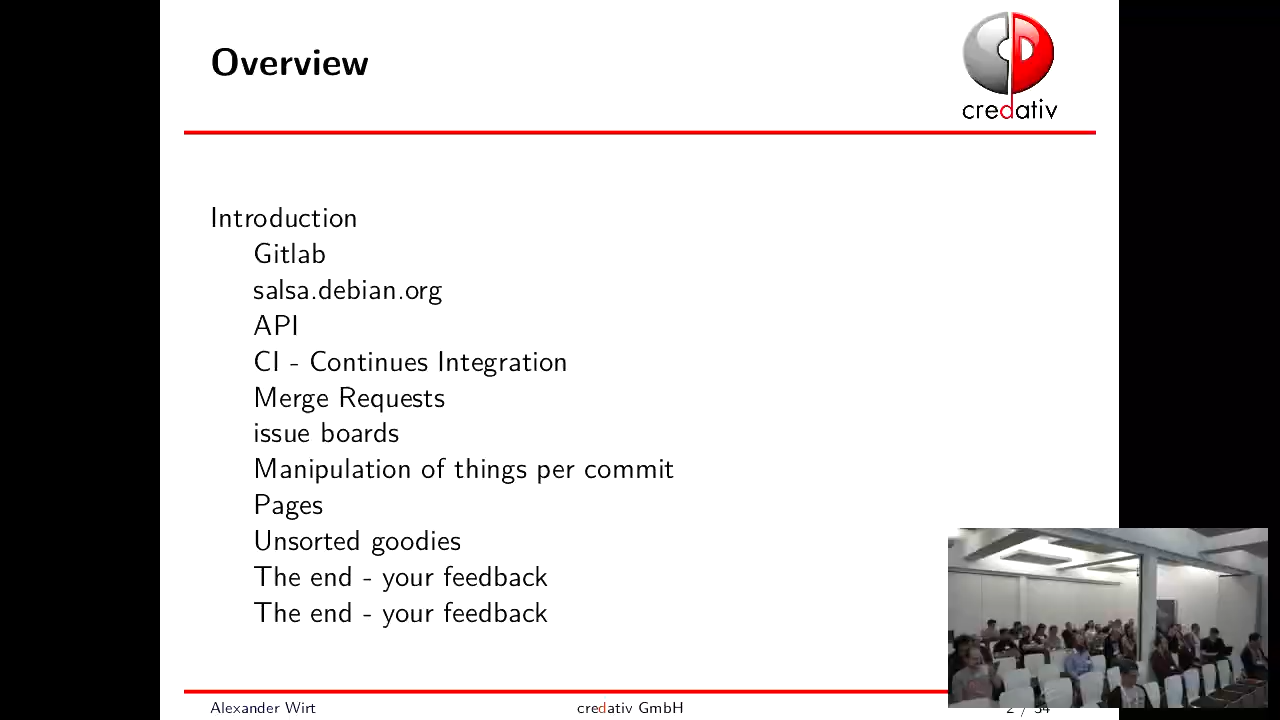 Overview
credativ
Introduction
Gitlab
salsa.debian.org
API
CI - Continues Integration
Merge Requests
issue boards
Manipulation of things per commit
Pages
Unsorted goodies
The end - your feedback
The end - your feedback
Alexander Wirt
credativ GmbH
2 / 54